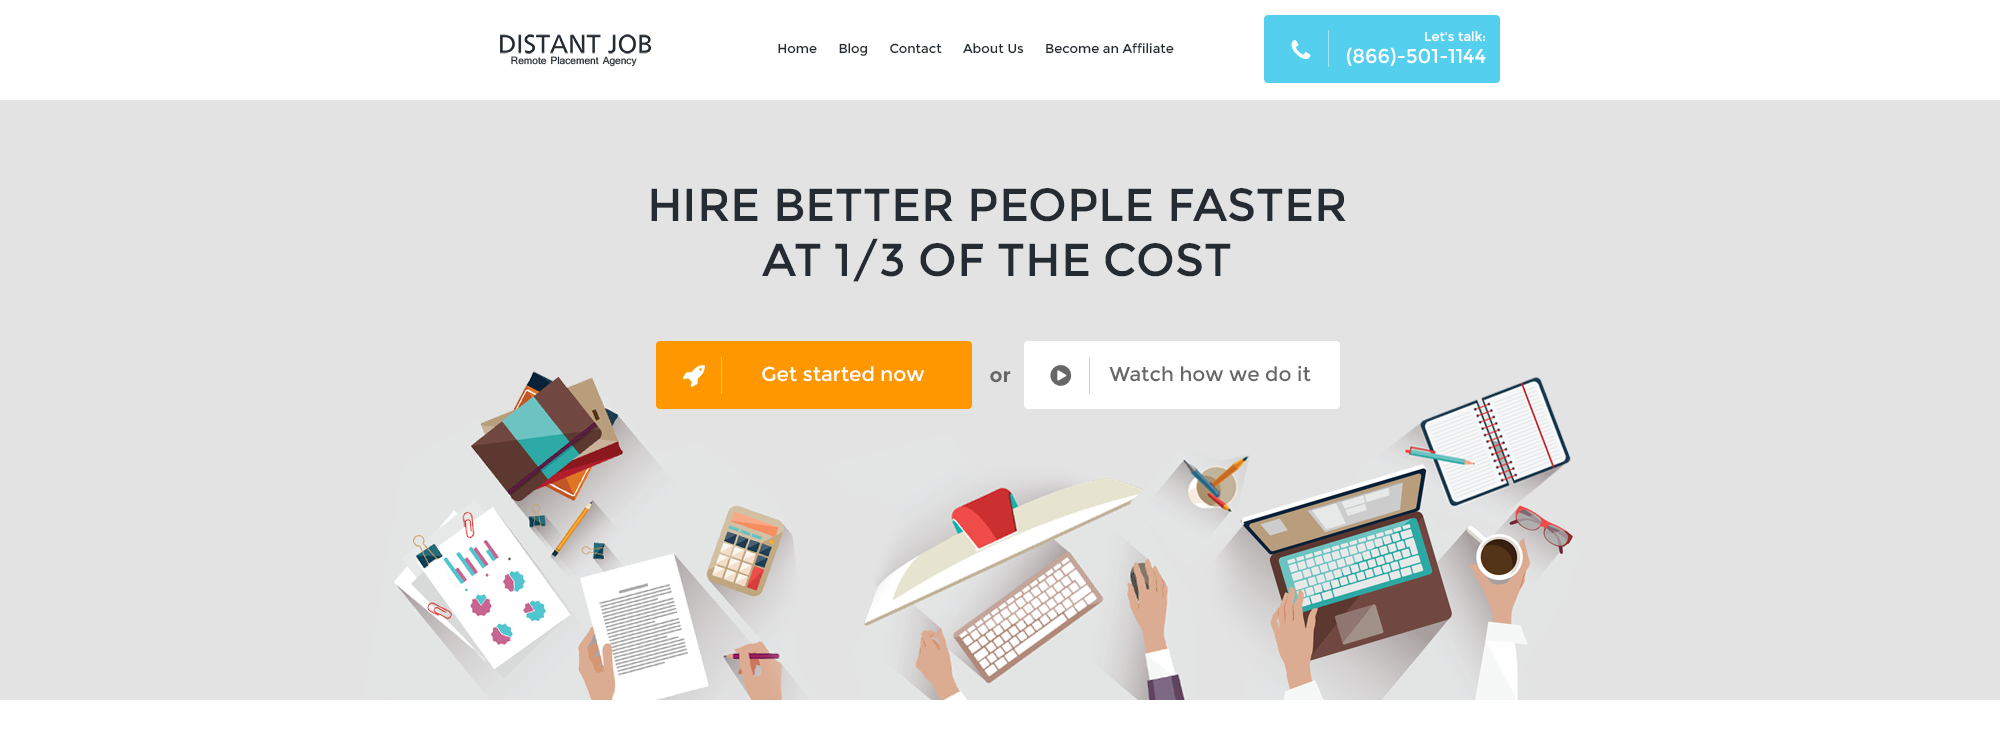 DISTANT JOB
Remote Placement Agency
Home Blog Contact About Us Become an Affiliate
Let's talk:
(866)-501-1144
HIRE BETTER PEOPLE FASTER
AT 1/3 OF THE COST
Get started now or Watch how we do it